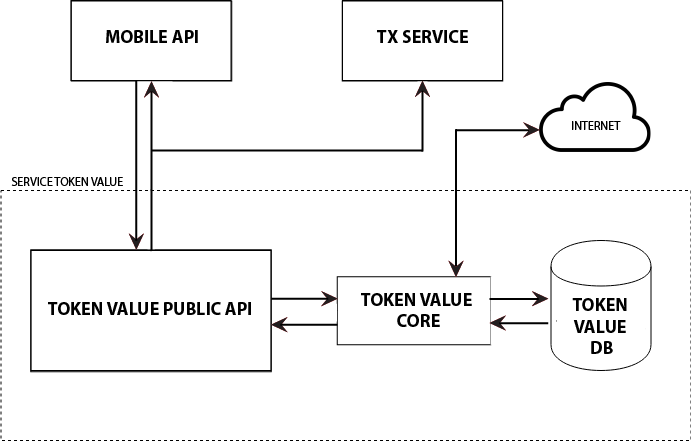 MOBILE API
TX SERVICE
INTERNET
SERVICE TOKEN VALUE
TOKEN VALUE PUBLIC API
TOKEN VALUE
CORE
TOKEN
VALUE
DB